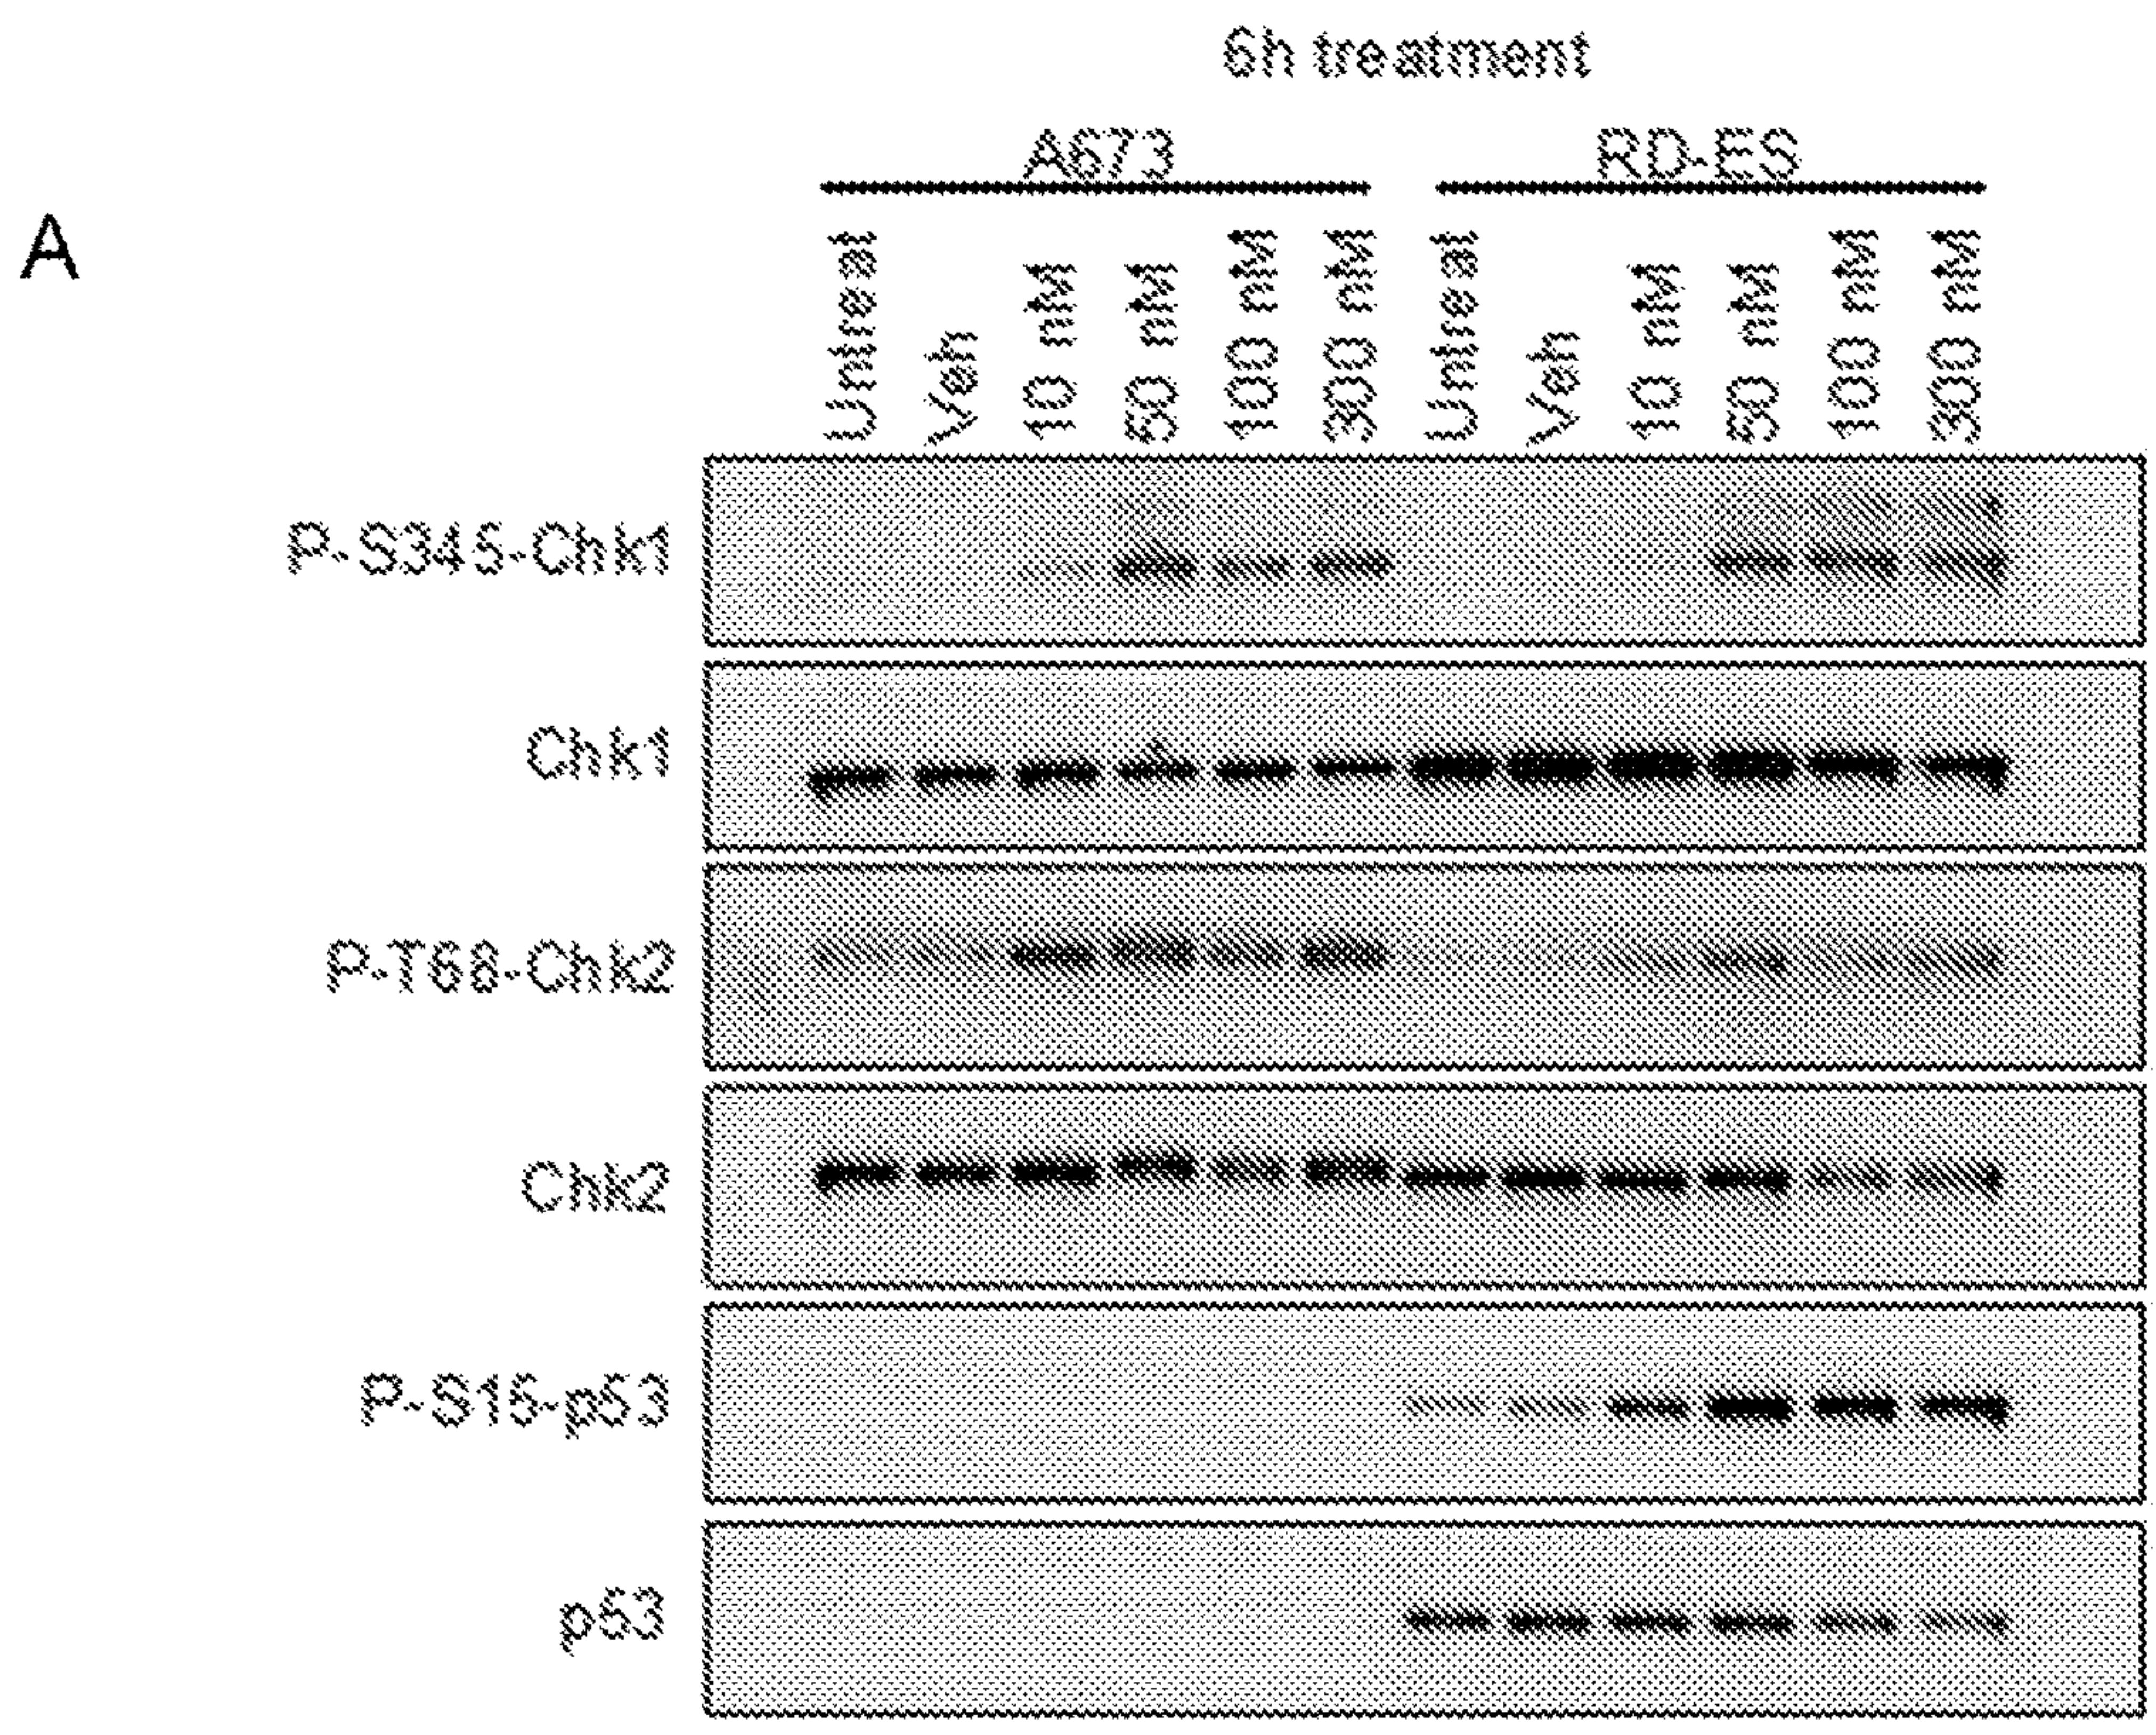 6h treatment
A673 RD-ES
A
Untreat Veh 10 nM 50 nM 100 nM 300 nM Untreat Veh 10 nM 50 nM 100 nM 300 nM
P-S345-Chk1
Chk1
P-T68-Chk2
Chk2
P-S15-p53
p53